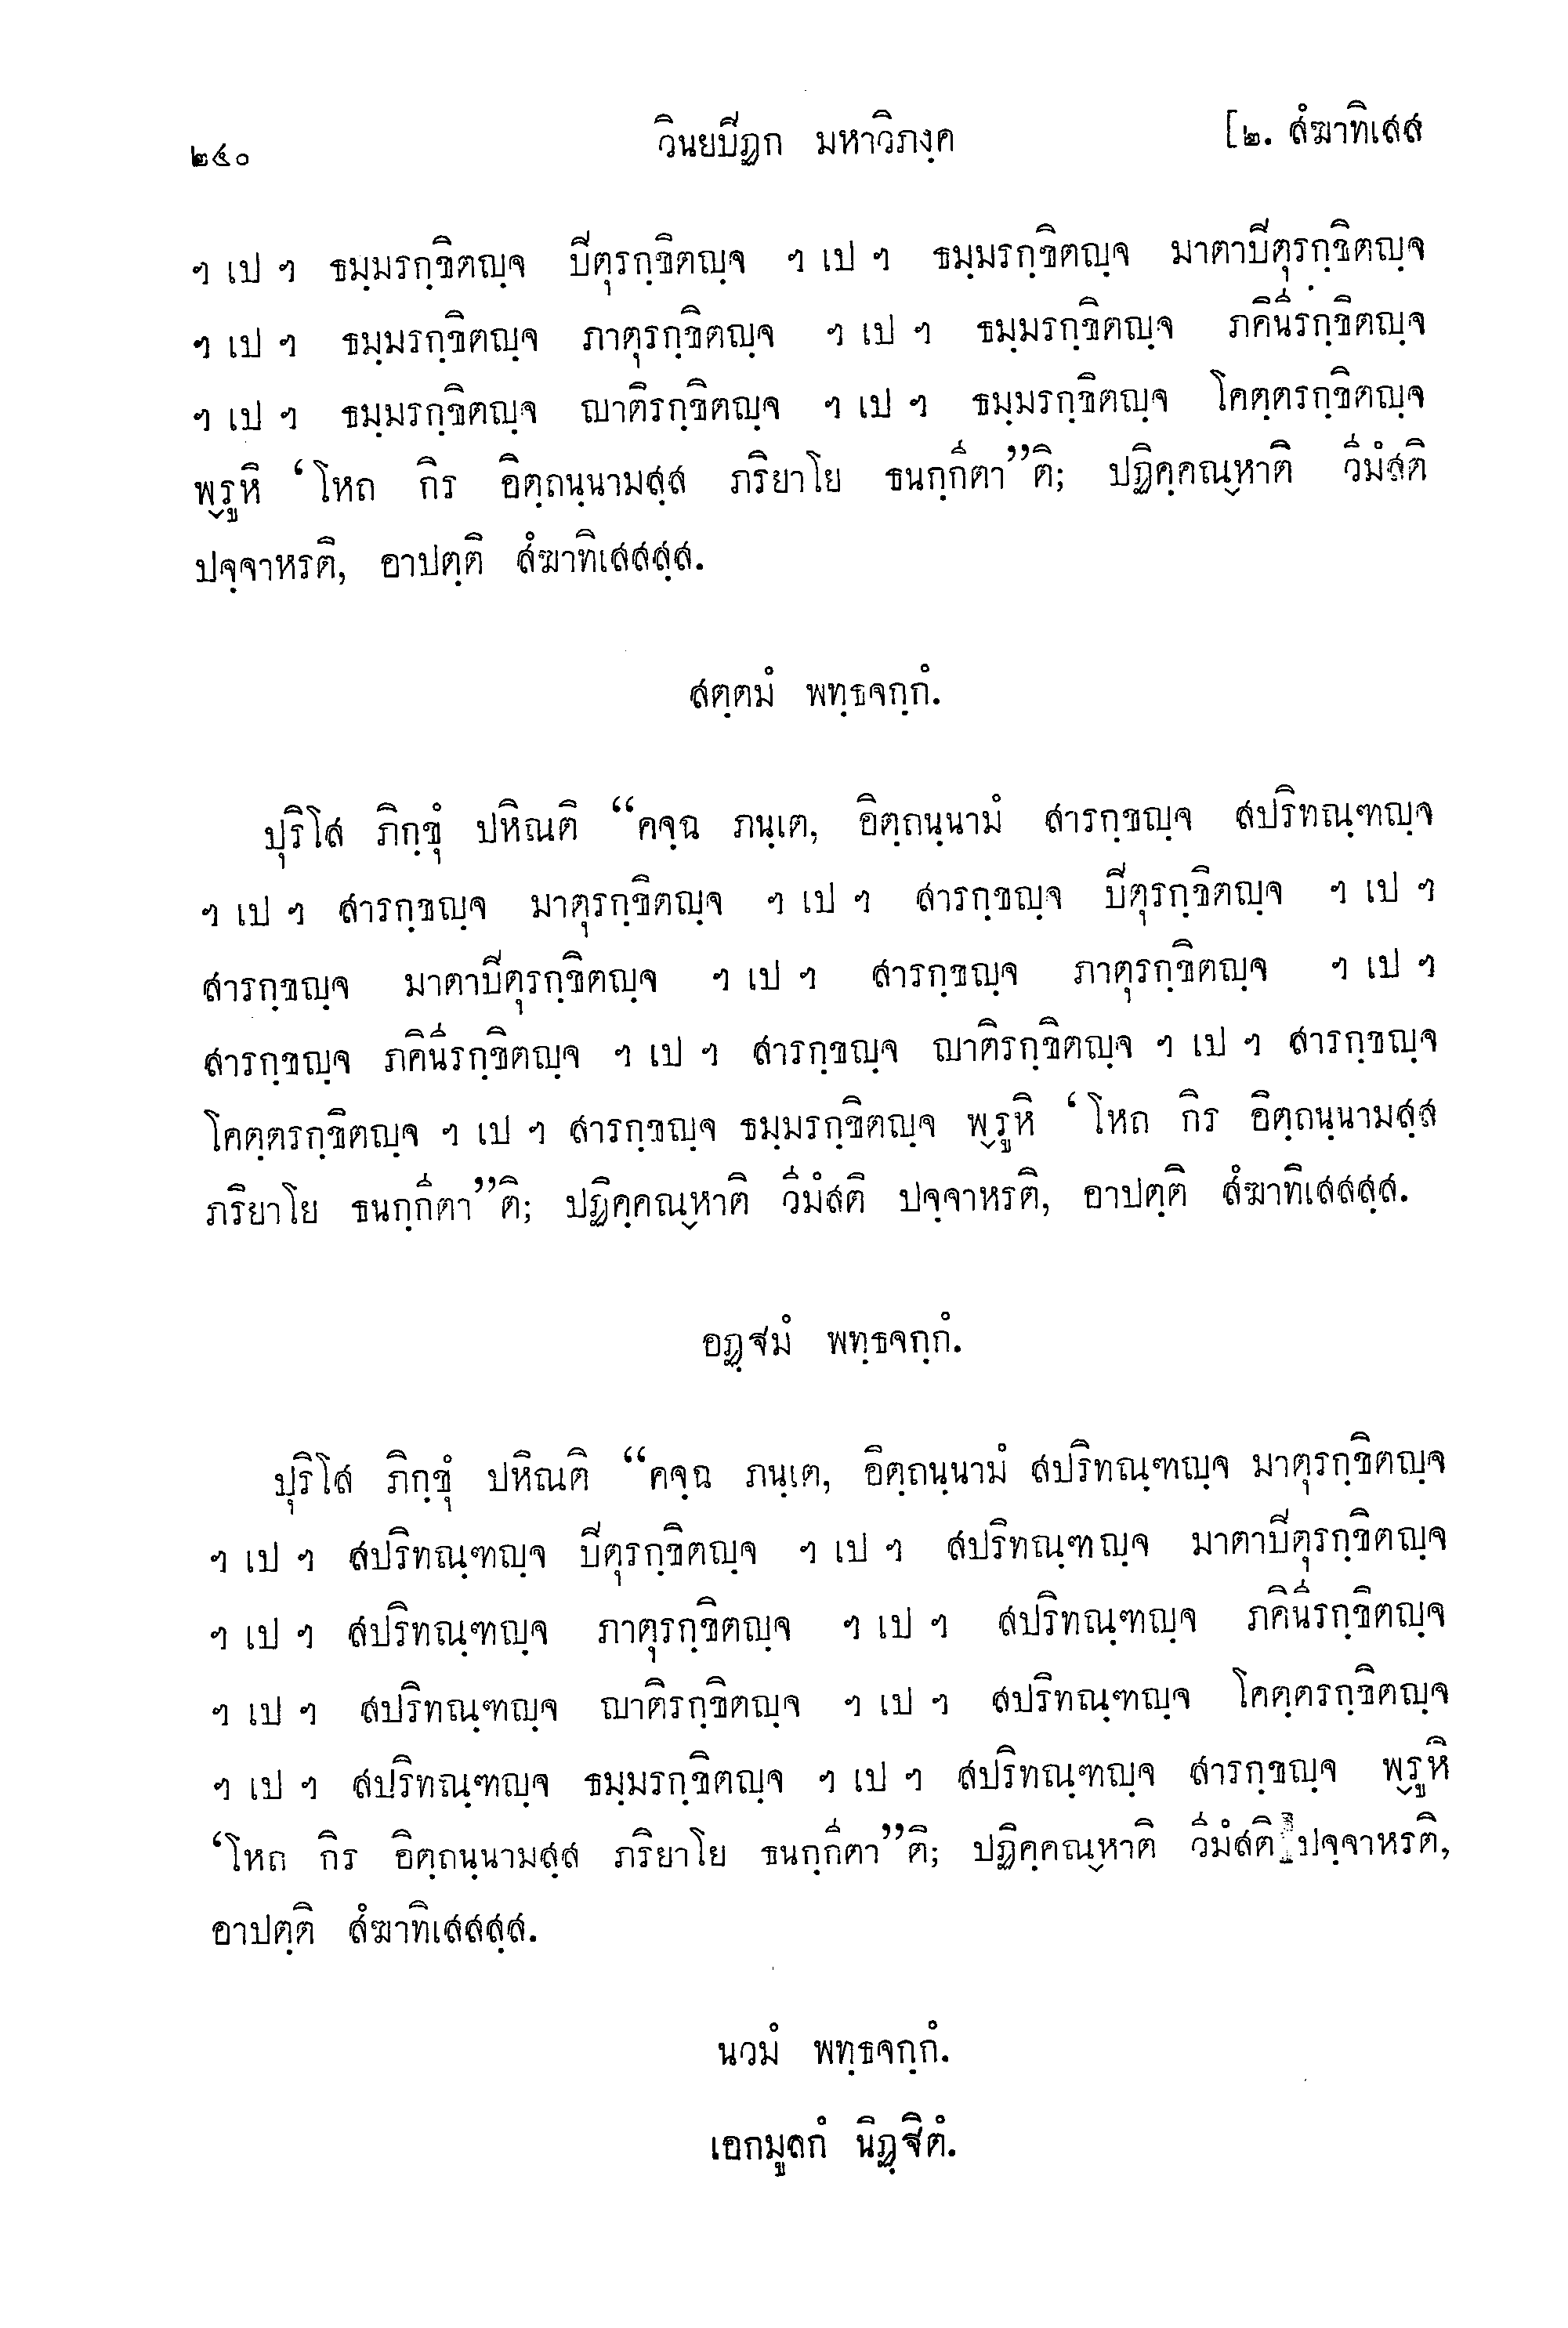 ๒๔๐ วินยปิฏก มหาวิภงฺค [๒. สํฆาทิเสส
ฯ เป ฯ ธมฺมรกฺขิตญฺจ ปิตุรกฺขิตญฺจ ฯ เป ฯ ธมฺมรกฺขิตญฺจ มาตาปิตุรกฺขิตญฺจ
ฯ เป ฯ ธมฺมรกฺขิตญฺจ ภาตุรกฺขิตญฺจ ฯ เป ฯ ธมฺมรกฺขิตญฺจ ภคินิรกฺขิตญฺจ
ฯ เป ฯ ธมฺมรกฺขิตญฺจ ญาติรกฺขิตญฺจ ฯ เป ฯ ธมฺมรกฺขิตญฺจ โคตฺตรกฺขิตญฺจ
พฺรูหิ ‘โหถ กิร อิตฺถนฺนามสฺส ภริยาโย ธนกฺกีตา”ติ; ปฏิคฺคณฺหาติ วีมํสติ
ปจฺจาหรติ, อาปตฺติ สํฆาทิเสสสฺส.
สตฺตมํ พทฺธจกฺกํ.
ปุริโส ภิกฺขุํ ปหิณติ “คจฺฉ ภนฺเต, อิตฺถนฺนามํ สารกฺขญฺจ สปริทณฺฑญฺจ
ฯ เป ฯ สารกฺขญฺจ มาตุรกฺขิตญฺจ ฯ เป ฯ สารกฺขญฺจ ปิตุรกฺขิตญฺจ ฯ เป ฯ
สารกฺขญฺจ มาตาปิตุรกฺขิตญฺจ ฯ เป ฯ สารกฺขญฺจ ภาตุรกฺขิตญฺจ ฯ เป ฯ
สารกฺขญฺจ ภคินิรกฺขิตญฺจ ฯ เป ฯ สารกฺขญฺจ ญาติรกฺขิตญฺจ ฯ เป ฯ สารกฺขญฺจ
โคตฺตรกฺขิตญฺจ ฯ เป ฯ สารกฺขญฺจ ธมฺมรกฺขิตญฺจ พฺรูหิ ‘โหถ กิร อิตฺถนฺนามสฺส
ภริยาโย ธนกฺกีตา”ติ; ปฏิคฺคณฺหาติ วีมํสติ ปจฺจาหรติ, อาปตฺติ สํฆาทิเสสสฺส.
อฏฺฐมํ พทฺธจกฺกํ.
ปุริโส ภิกฺขุํ ปหิณติ “คจฺฉ ภนฺเต, อิตฺถนฺนามํ สปริทณฺฑญฺจ มาตุรกฺขิตญฺจ
ฯ เป ฯ สปริทณฺฑญฺจ ปิตุรกฺขิตญฺจ ฯ เป ฯ สปริทณฺฑญฺจ มาตาปิตุรกฺขิตญฺจ
ฯ เป ฯ สปริทณฺฑญฺจ ภาตุรกฺขิตญฺจ ฯ เป ฯ สปริทณฺฑญฺจ ภคินิรกฺขิตญฺจ
ฯ เป ฯ สปริทณฺฑญฺจ ญาติรกฺขิตญฺจ ฯ เป ฯ สปริทณฺฑญฺจ โคตฺตรกฺขิตญฺจ
ฯ เป ฯ สปริทณฺฑญฺจ ธมฺมรกฺขิตญฺจ ฯ เป ฯ สปริทณฺฑญฺจ สารกฺขญฺจ พฺรูหิ
‘โหถ กิร อิตฺถนฺนามสฺส ภริยาโย ธนกฺกีตา”ติ; ปฏิคฺคณฺหาติ วีมํสติ ปจฺจาหรติ,
อาปตฺติ สํฆาทิเสสสฺส.
นวมํ พทฺธจกฺกํ.
เอกมูลกํ นิฏฺฐิตํ.